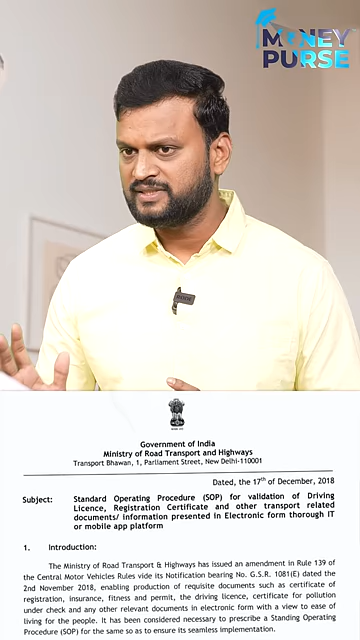 MONEY
PURSE
RODE
Government of India
Ministry of Road Transport and Highways
Transport Bhawan, 1, Parliament Street, New Delhi-110001
Dated, the 17th of December, 2018
Subject: Standard Operating Procedure (SOP) for validation of Driving
Licence, Registration Certificate and other transport related
documents/ information presented in Electronic form thorough IT
or mobile app platform
1. Introduction:
The Ministry of Road Transport & Highways has issued an amendment in Rule 139 of
the Central Motor Vehicles Rules vide its Notification bearing No. G.S.R. 1081(E) dated the
2nd November 2018, enabling production of requisite documents such as certificate of
registration, insurance, fitness and permit, the driving licence, certificate for pollution
under check and any other relevant documents in electronic form with a view to ease of
living for the people. It has been considered necessary to prescribe a Standing Operating
Procedure (SOP) for the same so as to ensure its seamless implementation.